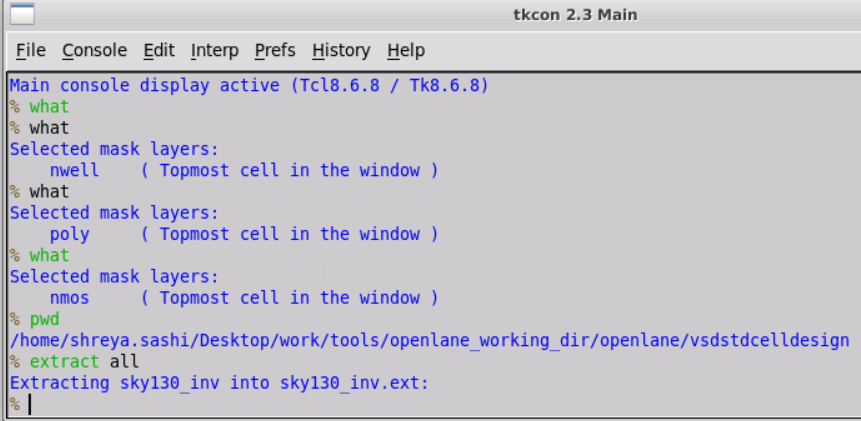 tkcon 2.3 Main
File Console Edit Interp Prefs History Help
Main console display active (Tcl8.6.8 / Tk8.6.8)
% what
% what
Selected mask layers:
    nwell    ( Topmost cell in the window )
% what
Selected mask layers:
    poly     ( Topmost cell in the window )
% what
Selected mask layers:
    nmos     ( Topmost cell in the window )
% pwd
/home/shreya.sashi/Desktop/work/tools/openlane_working_dir/openlane/vsdstdcelldesign
% extract all
Extracting sky130_inv into sky130_inv.ext:
%